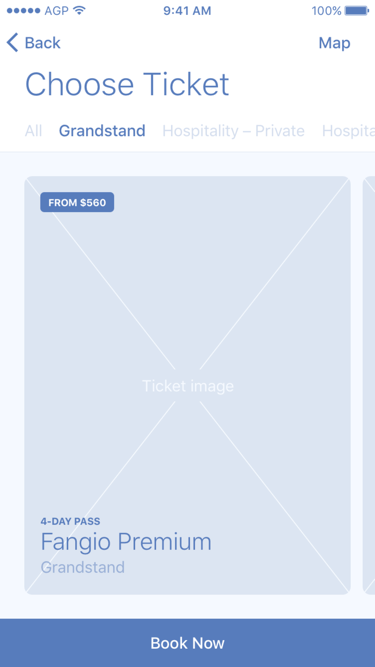 AGP 9:41 AM 100%
Back Map
Choose Ticket
All Grandstand Hospitality – Private Hospita
FROM $560
Ticket image
4-DAY PASS
Fangio Premium
Grandstand
Book Now